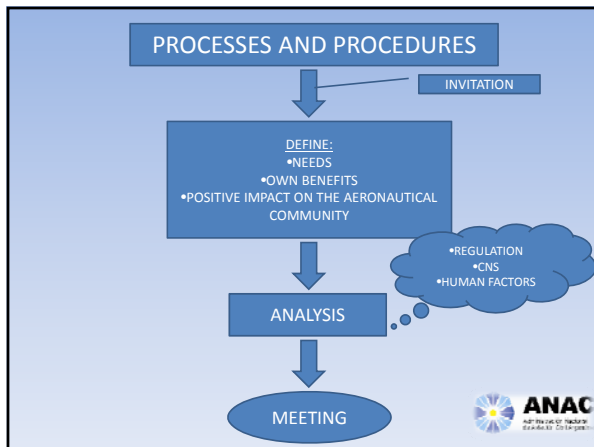 PROCESSES AND PROCEDURES
INVITATION
DEFINE:
•NEEDS
•OWN BENEFITS
•POSITIVE IMPACT ON THE AERONAUTICAL
COMMUNITY
•REGULATION
•CNS
•HUMAN FACTORS
ANALYSIS
MEETING
ANAC